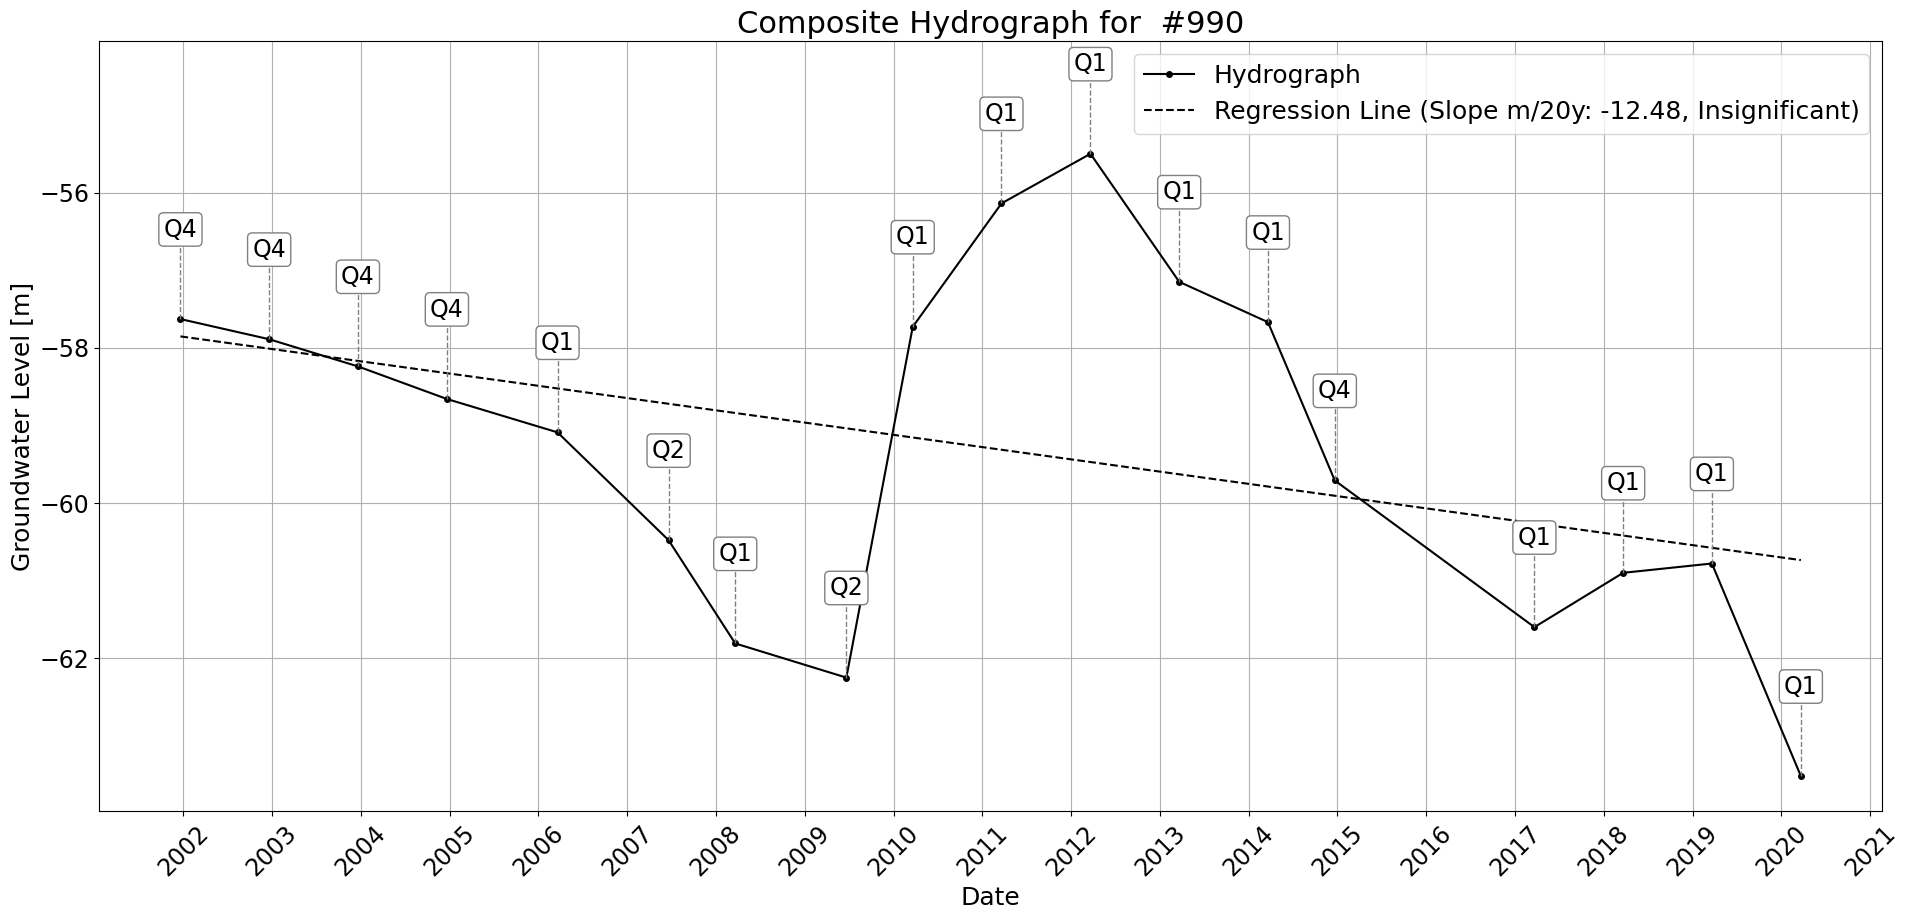 Composite Hydrograph for  #990
Hydrograph
Regression Line (Slope m/20y: -12.48, Insignificant)
Groundwater Level [m]
−56
−58
−60
−62
Q4
Q4
Q4
Q4
Q1
Q2
Q1
Q2
Q1
Q1
Q1
Q1
Q1
Q4
Q1
Q1
Q1
Q1
2002
2003
2004
2005
2006
2007
2008
2009
2010
2011
2012
2013
2014
2015
2016
2017
2018
2019
2020
2021
Date